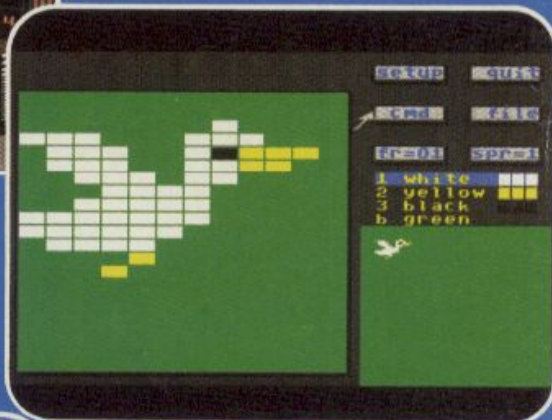 setup quit
cmd file
fr=01 spr=1
1 white
2 yellow
3 black
b green